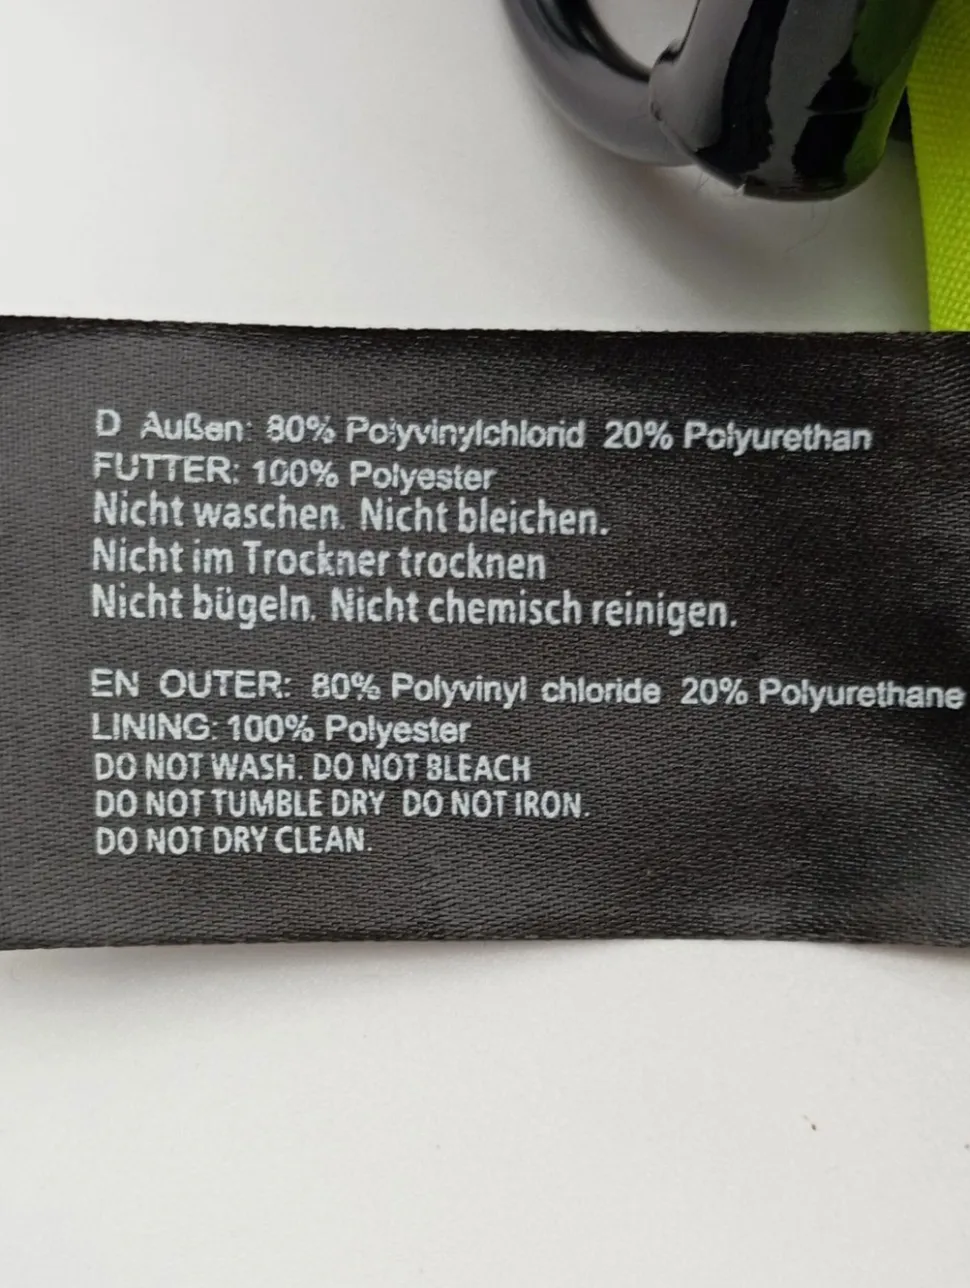 D Außen: 80% Polyvinylchlorid 20% Polyurethan
FUTTER: 100% Polyester
Nicht waschen. Nicht bleichen.
Nicht im Trockner trocknen
Nicht bügeln. Nicht chemisch reinigen.
EN OUTER: 80% Polyvinyl chloride 20% Polyurethane
LINING: 100% Polyester
DO NOT WASH. DO NOT BLEACH
DO NOT TUMBLE DRY DO NOT IRON.
DO NOT DRY CLEAN.